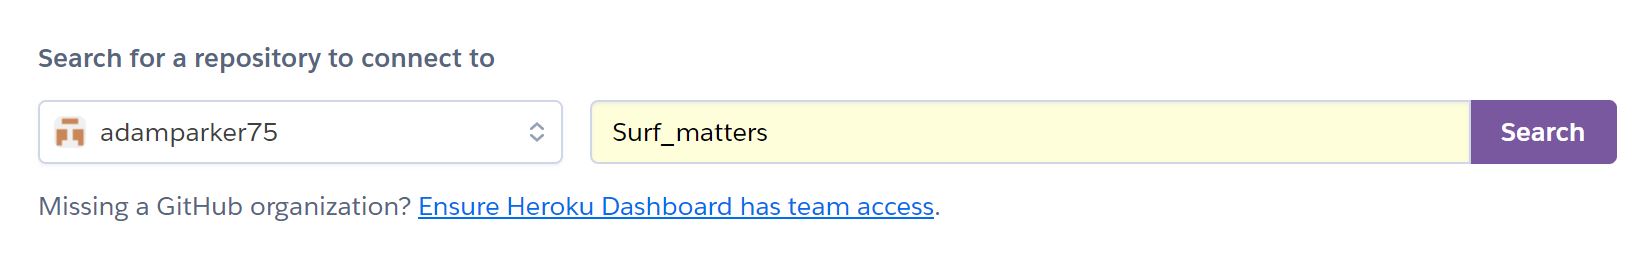 Search for a repository to connect to
adamparker75 Surf_matters Search
Missing a GitHub organization? Ensure Heroku Dashboard has team access.